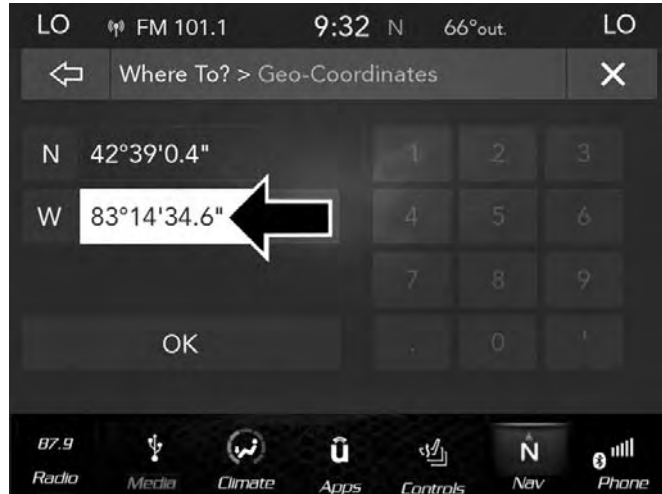 LO FM 101.1 9:32 N 66°out. LO
Where To? > Geo-Coordinates X
N 42°39'0.4" 1 2 3
W 83°14'34.6" 4 5 6
7 8 9
OK . 0 '
87.9 û N
Radio Media Climate Apps Controls Nav Phone